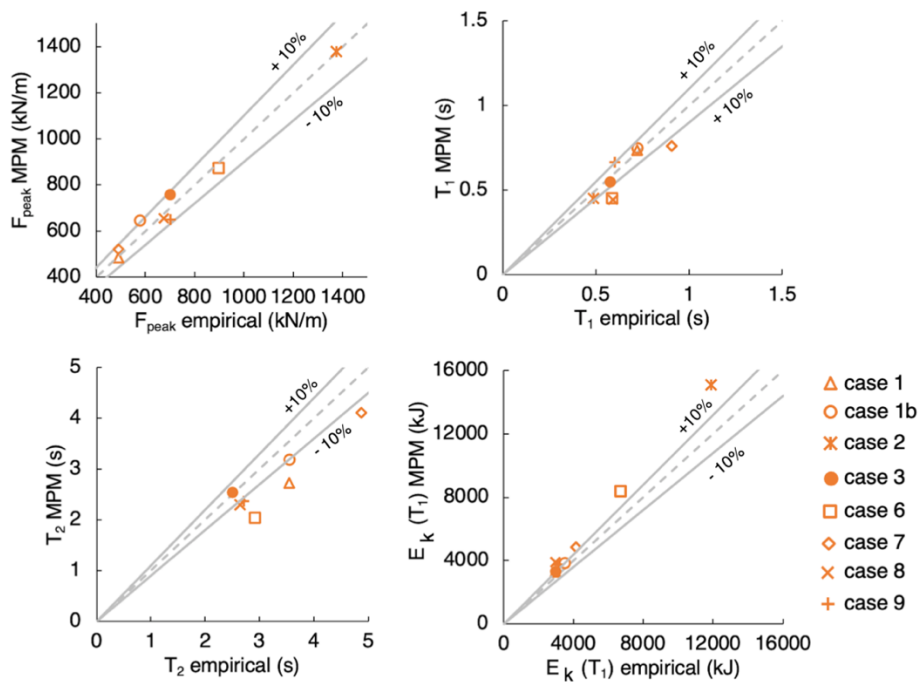 1400
1200
1000
800
600
400
F peak MPM (kN/m)
+ 10%
- 10%
400 600 800 1000 1200 1400
F peak empirical (kN/m)
1.5
1
0.5
0
T1 MPM (s)
+ 10%
+ 10%
0 0.5 1 1.5
T1 empirical (s)
5
4
3
2
1
0
T2 MPM (s)
+10%
- 10%
0 1 2 3 4 5
T2 empirical (s)
16000
12000
8000
4000
0
Ek (T1) MPM (kJ)
+10%
- 10%
0 4000 8000 12000 16000
Ek (T1) empirical (kJ)
case 1
case 1b
case 2
case 3
case 6
case 7
case 8
case 9